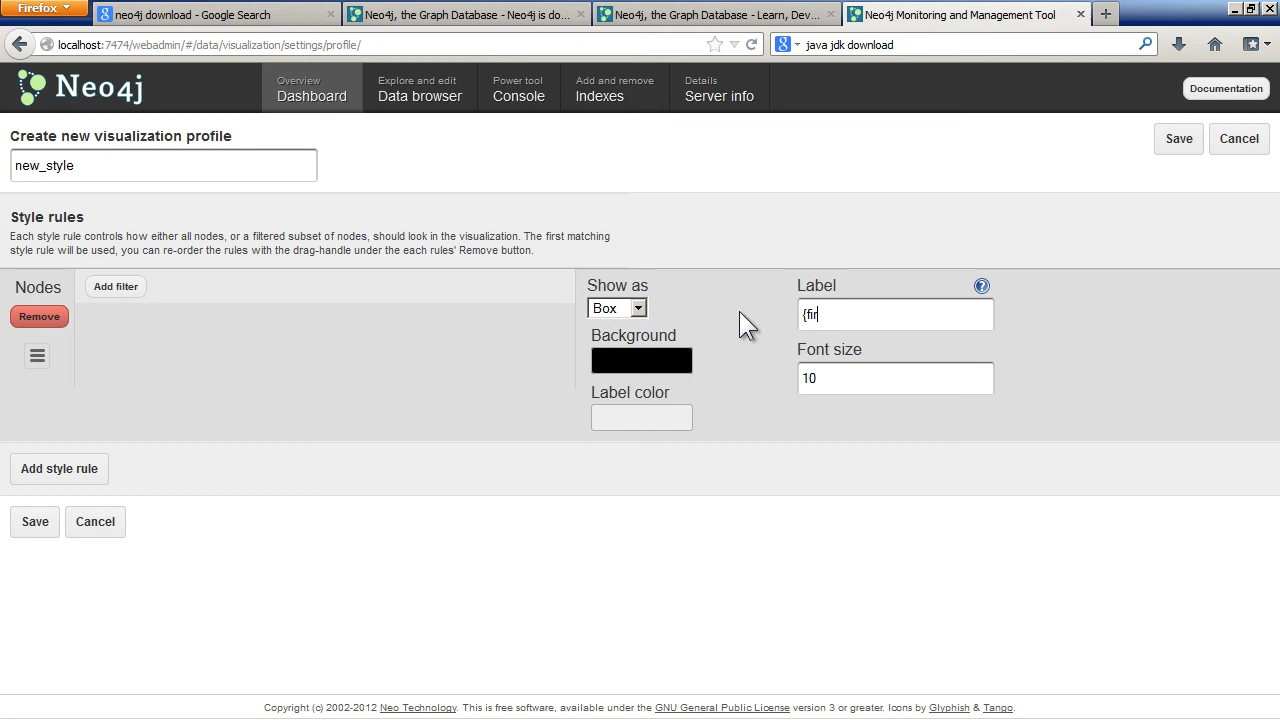 Firefox
neo4j download - Google Search
Neo4j, the Graph Database - Neo4j is do...
Neo4j, the Graph Database - Learn, Dev...
Neo4j Monitoring and Management Tool
localhost:7474/webadmin/#/data/visualization/settings/profile/
java jdk download
Neo4j
Overview
Dashboard
Explore and edit
Data browser
Power tool
Console
Add and remove
Indexes
Details
Server info
Documentation
Create new visualization profile
Save
Cancel
new_style
Style rules
Each style rule controls how either all nodes, or a filtered subset of nodes, should look in the visualization. The first matching
style rule will be used, you can re-order the rules with the drag-handle under the each rules' Remove button.
Nodes
Remove
Add filter
Show as
Box
Background
Label color
Label
?
{fir
Font size
10
Add style rule
Save
Cancel
Copyright (c) 2002-2012 Neo Technology. This is free software, available under the GNU General Public License version 3 or greater. Icons by Glyphish & Tango.